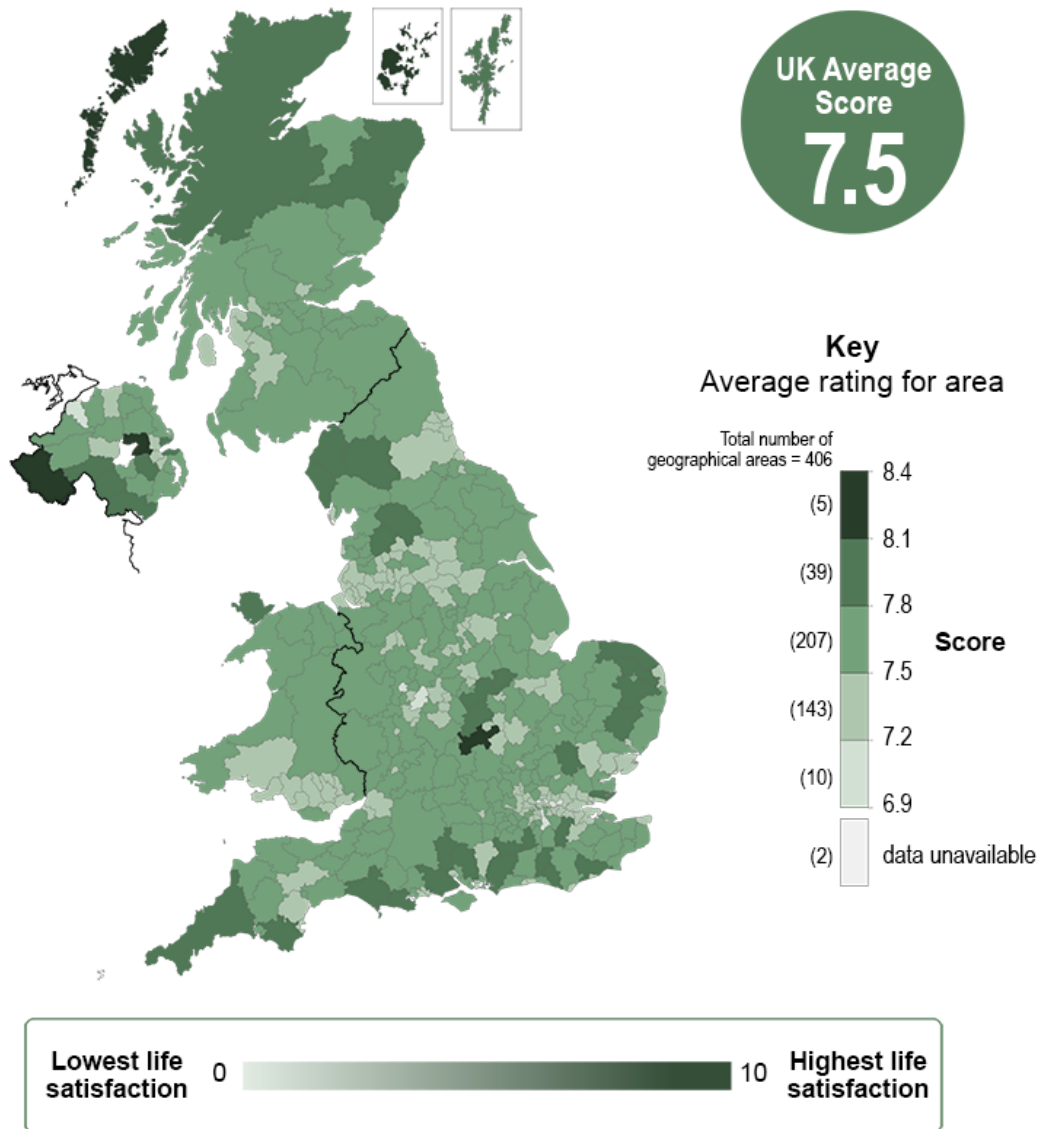 UK Average
Score
7.5
Key
Average rating for area
Total number of
geographical areas = 406
8.4
(5)
8.1
(39)
7.8
(207)
Score
7.5
(143)
7.2
(10)
6.9
(2)
data unavailable
Lowest life
satisfaction
0
10
Highest life
satisfaction